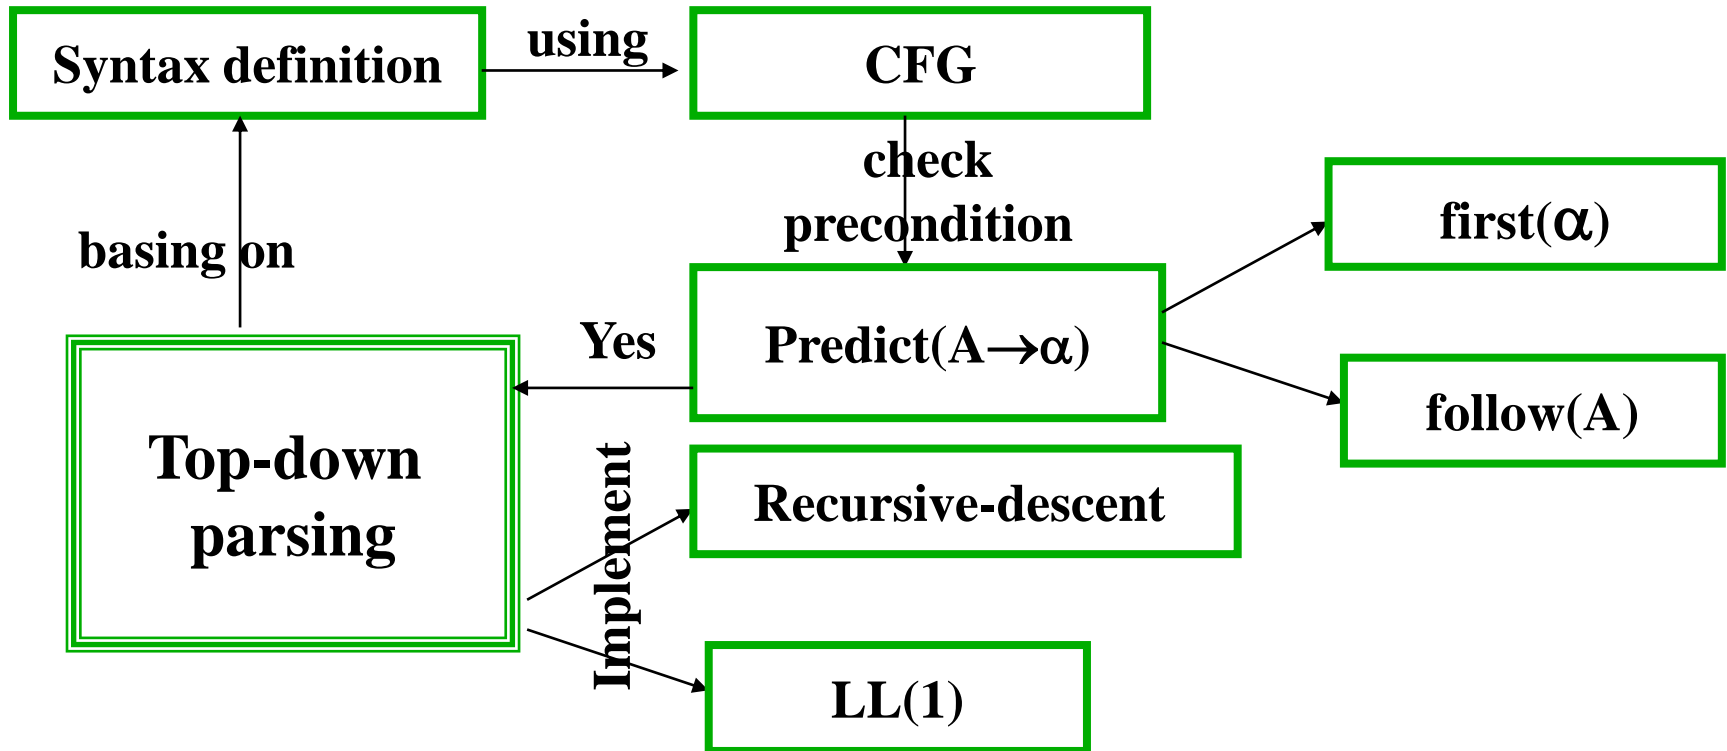 Syntax definition
using
CFG
check
precondition
first(α)
basing on
Yes
Predict(A→α)
follow(A)
Top-down
parsing
Implement
Recursive-descent
LL(1)